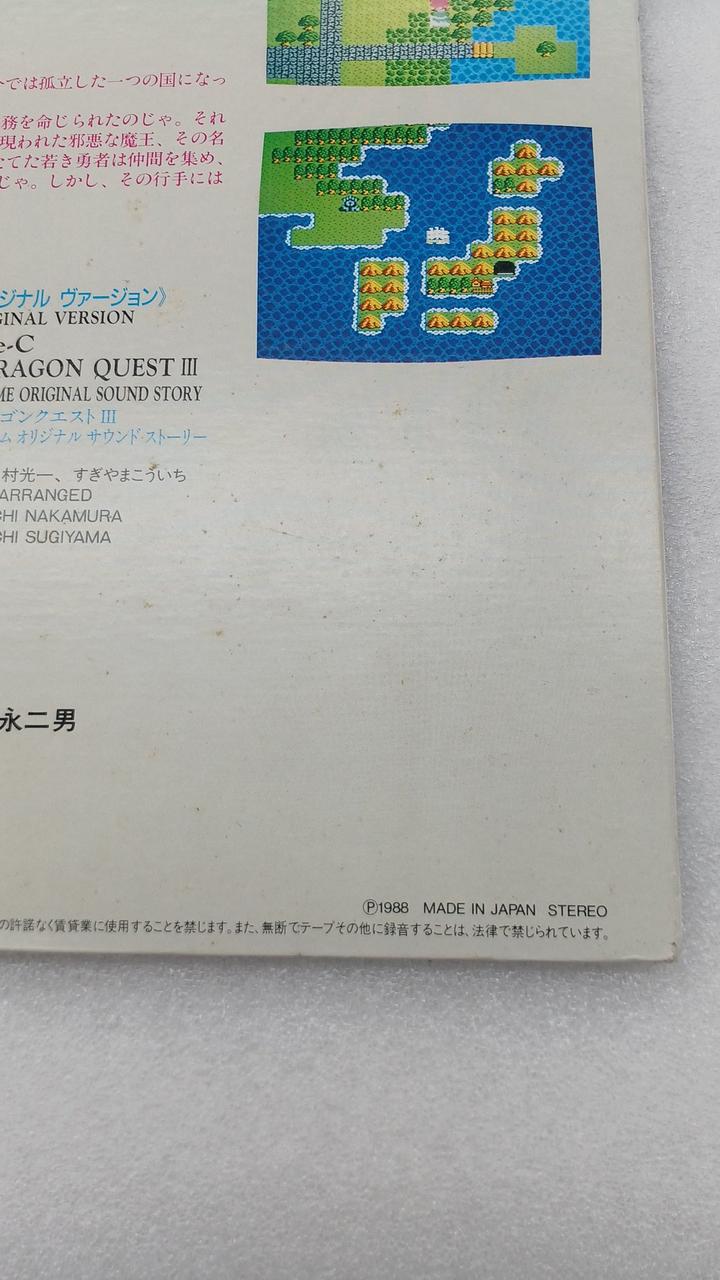 では孤立した一つの国になっ
務を命じられたのじゃ。それ
現われた邪悪な魔王、その名
たてた若き勇者は仲間を集め、
じゃ。しかし、その行手には
ジナル ヴァージョン》
GINAL VERSION
e-C
RAGON QUEST III
ME ORIGINAL SOUND STORY
ゴンクエスト III
ム オリジナル サウンド・ストーリー
村光一、すぎやまこういち
ARRANGED
CHI NAKAMURA
CHI SUGIYAMA
永二男
Ⓟ1988 MADE IN JAPAN STEREO
の許諾なく賃貸業に使用することを禁じます。また、無断でテープその他に録音することは、法律で禁じられています。